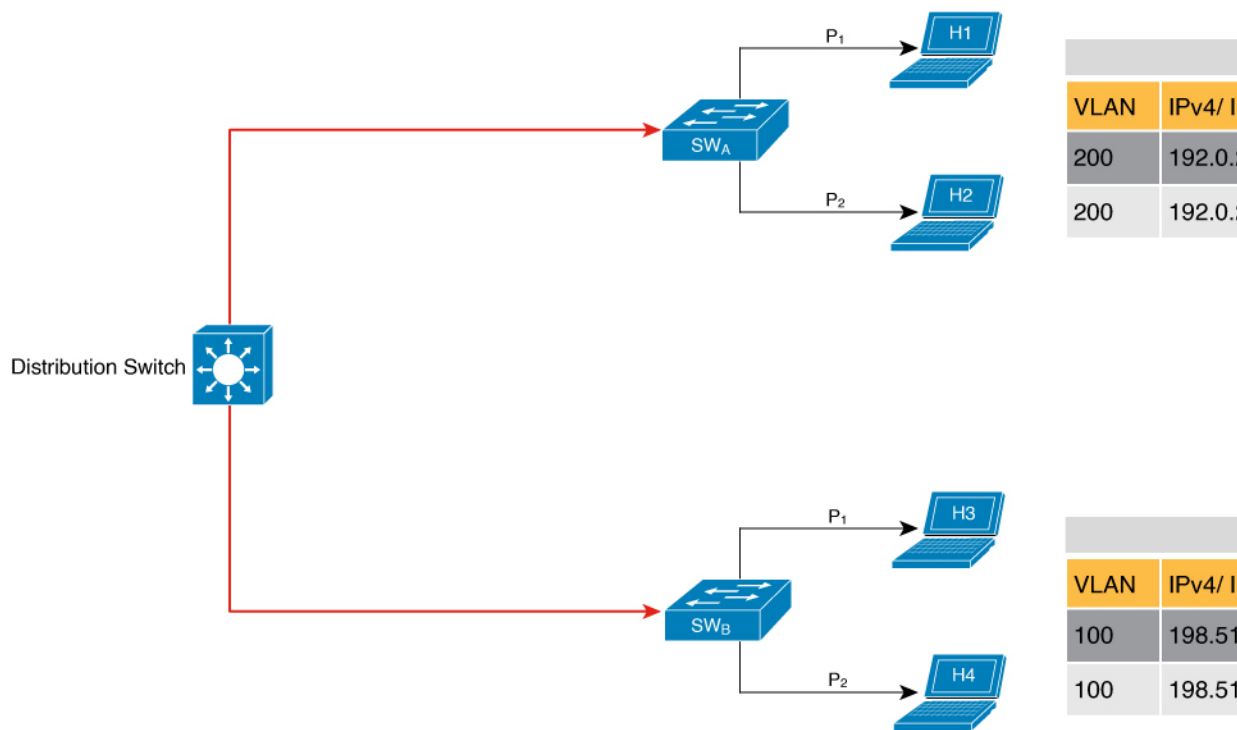 P₁
H1
SWA
P₂
H2
VLAN IPv4/
200 192.0.
200 192.0.
Distribution Switch
P₁
H3
SWB
P₂
H4
VLAN IPv4/
100 198.51
100 198.51